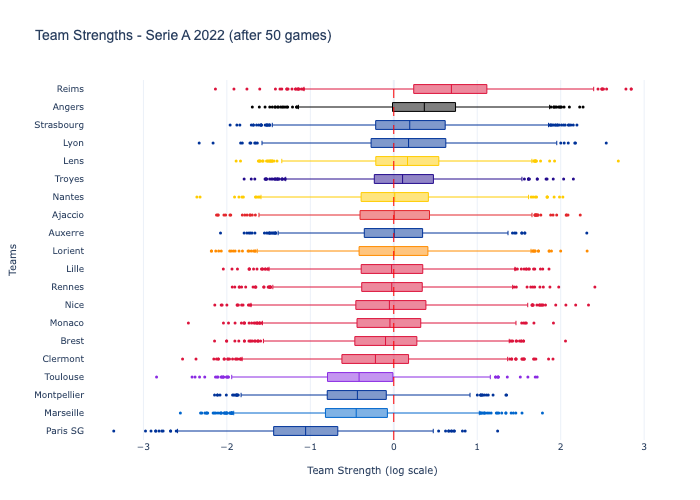 Team Strengths - Serie A 2022 (after 50 games)
Reims
Angers
Strasbourg
Lyon
Lens
Troyes
Nantes
Ajaccio
Auxerre
Lorient
Lille
Rennes
Nice
Monaco
Brest
Clermont
Toulouse
Montpellier
Marseille
Paris SG
Teams
−3 −2 −1 0 1 2 3
Team Strength (log scale)